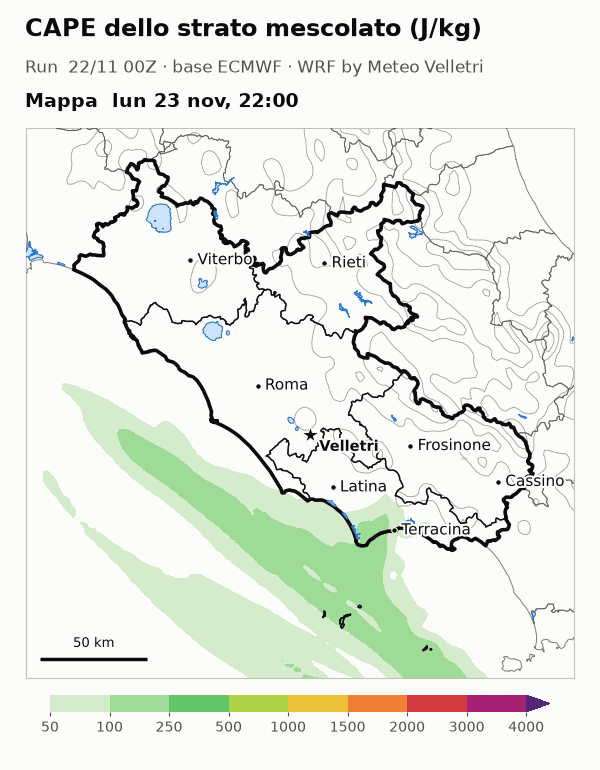 CAPE dello strato mescolato (J/kg)
Run  22/11 00Z · base ECMWF · WRF by Meteo Velletri
Mappa  lun 23 nov, 22:00
Viterbo
Rieti
Roma
Velletri
Frosinone
Cassino
Latina
Terracina
50 km
50 100 250 500 1000 1500 2000 3000 4000